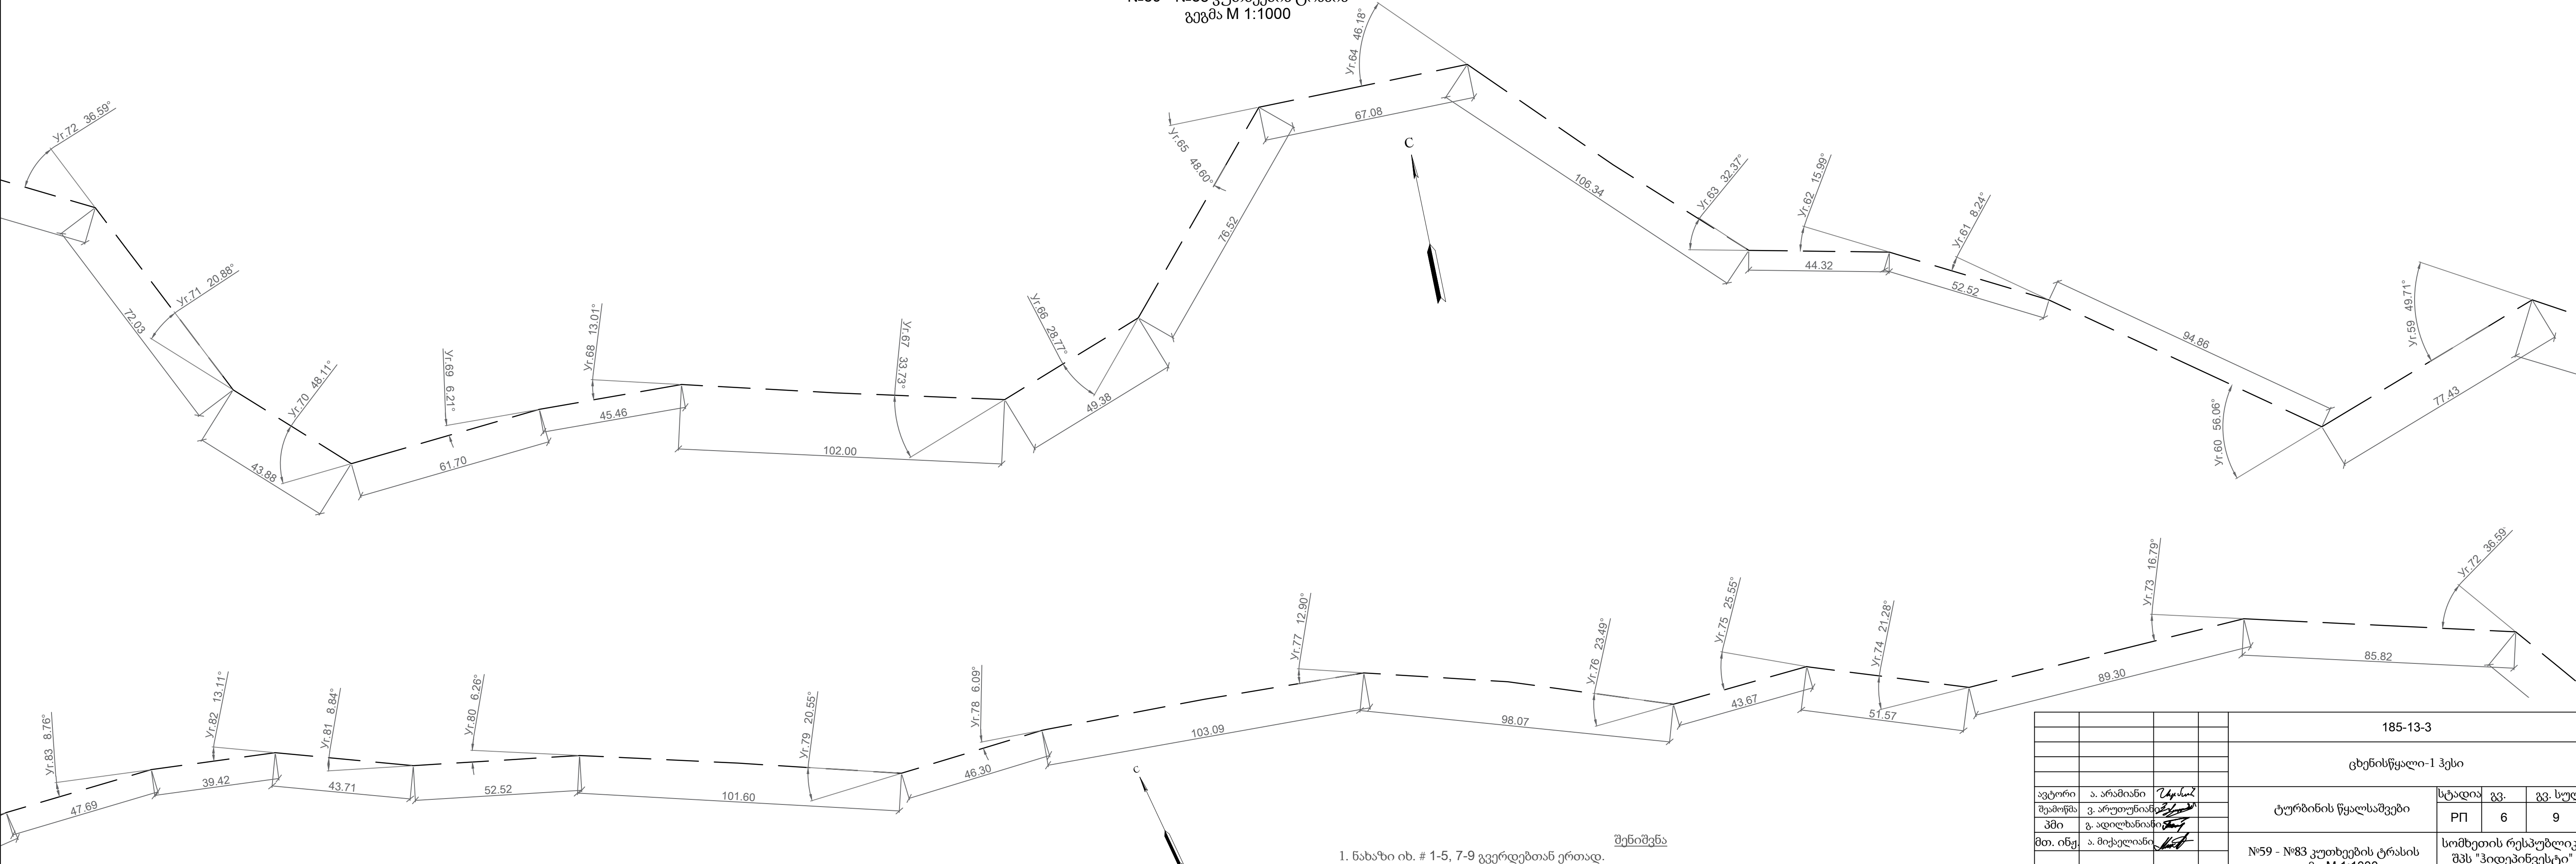 გეგმა М 1:1000
Уг.72 36.59°
Уг.71 20.88°
72.03
Уг.70 48.11°
43.88
Уг.69 6.21°
61.70
Уг.68 13.01°
45.46
Уг.67 33.73°
102.00
Уг.66 28.77°
49.38
Уг.65 48.60°
76.52
Уг.64 46.18°
67.08
С
106.34
Уг.63 32.37°
Уг.62 15.99°
44.32
Уг.61 8.24°
52.52
94.86
Уг.60 56.06°
Уг.59 49.71°
77.43
Уг.83 8.76°
47.69
Уг.82 13.11°
39.42
Уг.81 8.84°
43.71
Уг.80 6.26°
52.52
Уг.79 20.55°
101.60
Уг.78 6.09°
46.30
103.09
Уг.77 12.90°
98.07
Уг.76 23.49°
43.67
Уг.75 25.55°
51.57
Уг.74 21.28°
89.30
Уг.73 16.79°
85.82
Уг.72 36.59
С
შენიშვნა
1. ნახაზი იხ. # 1-5, 7-9 გვერდებთან ერთად.
185-13-3
ცხენისწყალი-1 ჰესი
ავტორი ა. არამიანი
შეამოწმა ვ. არუთუნიანი
პმი გ. ადილხანიანი
მთ. ინჟ. ა. მიქაელიანი
ტურბინის წყალსაშვები
სტადია გვ. გვ. სულ
РП 6 9
№59 - №83 კუთხეების ტრასის
სომხეთის რესპუბლ
შპს "ჰიდეპინვესტი"